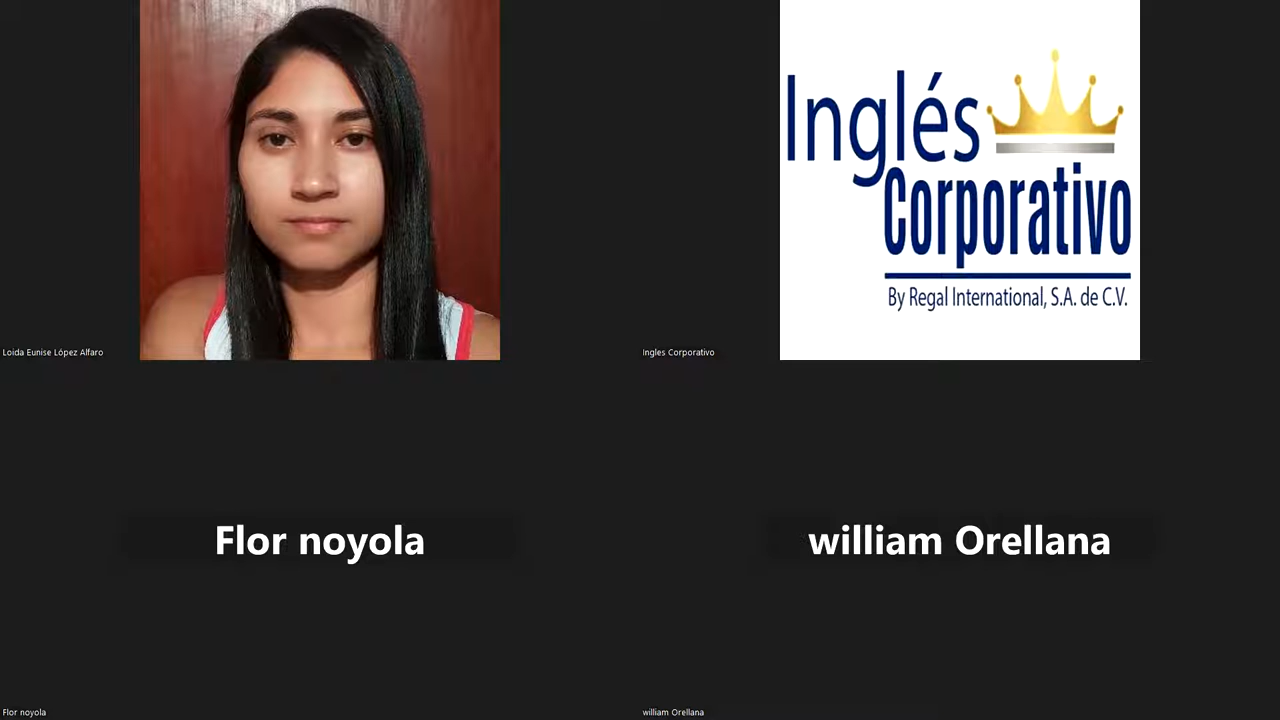 Loida Eunise López Alfaro
Inglés
Corporativo
By Regal International, S.A. de C.V.
Ingles Corporativo
Flor noyola
william Orellana
Flor noyola
william Orellana